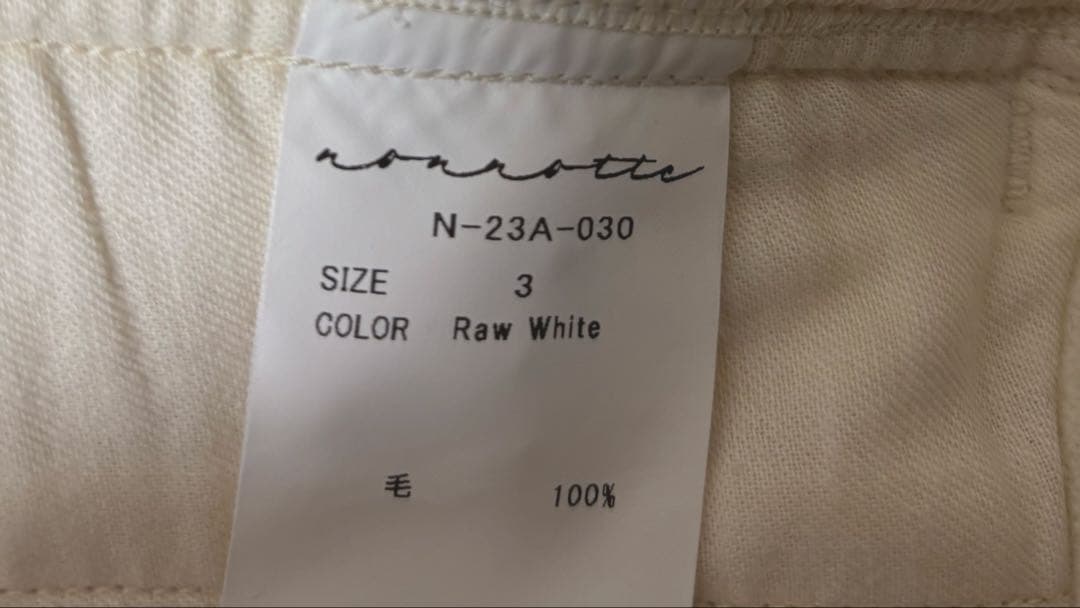 nonnotte
N-23A-030
SIZE 3
COLOR Raw White
毛 100%